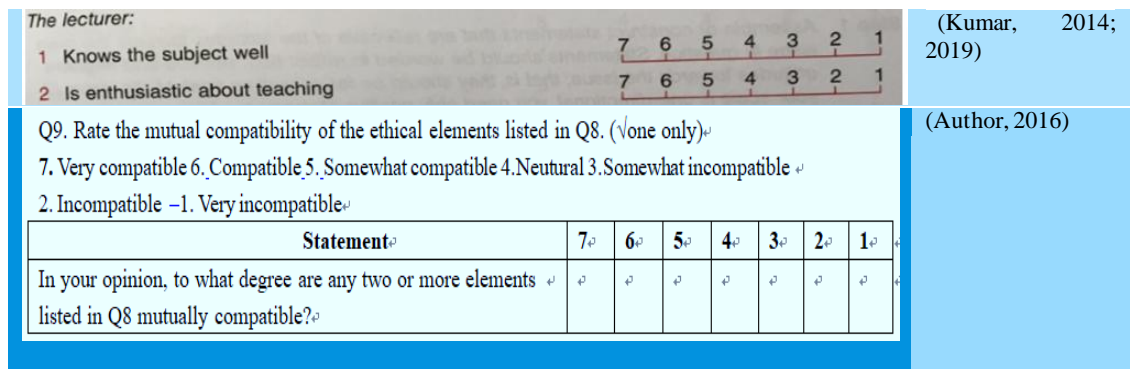 The lecturer:
1 Knows the subject well 7 6 5 4 3 2 1
2 Is enthusiastic about teaching 7 6 5 4 3 2 1
(Kumar, 2014;
2019)
Q9. Rate the mutual compatibility of the ethical elements listed in Q8. (√one only)↵
7. Very compatible 6. Compatible 5. Somewhat compatible 4.Neutural 3.Somewhat incompatible ↵
2. Incompatible –1. Very incompatible↵
Statement↵ 7↵ 6↵ 5↵ 4↵ 3↵ 2↵ 1↵
In your opinion, to what degree are any two or more elements ↵
listed in Q8 mutually compatible?↵
(Author, 2016)